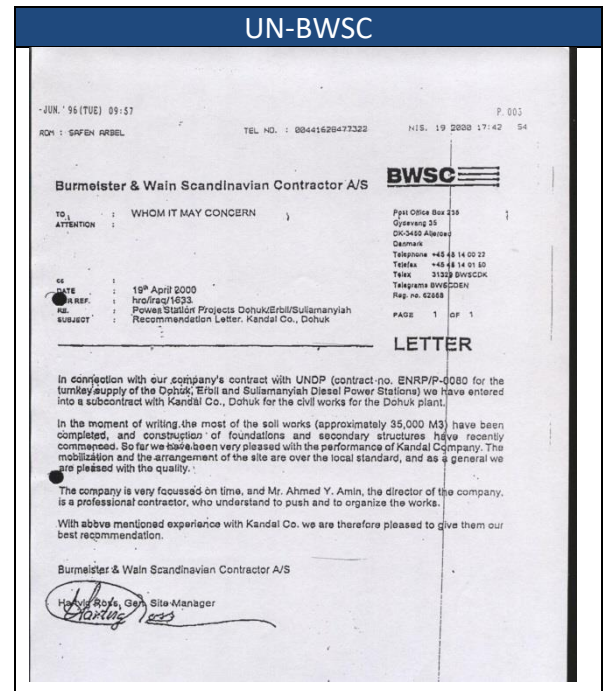 UN-BWSC
-JUN. ' 96 (TUE) 09:57 P. 003
ROM : SAFEN ARBEL TEL NO. : 00441628477322 NIS. 19 2000 17:42 S4
BWSC
Burmeister & Wain Scandinavian Contractor A/S
TO, : WHOM IT MAY CONCERN
ATTENTION :
Post Office Box 235
Gydevang 35
DK-3450 Alleroed
Denmark
Telephone +45 48 14 00 22
Telefax +45 48 14 01 50
Telex 31329 BWSCDK
Telegrams BWSCDEN
Reg. no. 62888
PAGE 1 OF 1
cc :
DATE : 19th April 2000
R REF. : hro/iraq/1633
RE. : Power Station Projects Dohuk/Erbil/Suliamanyiah
SUBJECT : Recommendation Letter. Kandal Co., Dohuk
LETTER
In connection with our company's contract with UNDP (contract-no. ENRP/P-0080 for the
turnkey supply of the Dohuk, Erbil and Suliamanyiah Diesel Power Stations) we have entered
into a subcontract with Kandal Co., Dohuk for the civil works for the Dohuk plant.
In the moment of writing the most of the soil works (approximately 35,000 M3) have been
completed, and construction of foundations and secondary structures have recently
commenced. So far we have been very pleased with the performance of Kandal Company. The
mobilization and the arrangement of the site are over the local standard, and as a general we
are pleased with the quality.
The company is very focussed on time, and Mr. Ahmed Y. Amin, the director of the company,
is a professional contractor, who understand to push and to organize the works.
With above mentioned experience with Kandal Co. we are therefore pleased to give them our
best recommendation.
Burmeister & Wain Scandinavian Contractor A/S
Hartvig Ross, Gen. Site Manager
Hartvig Ross